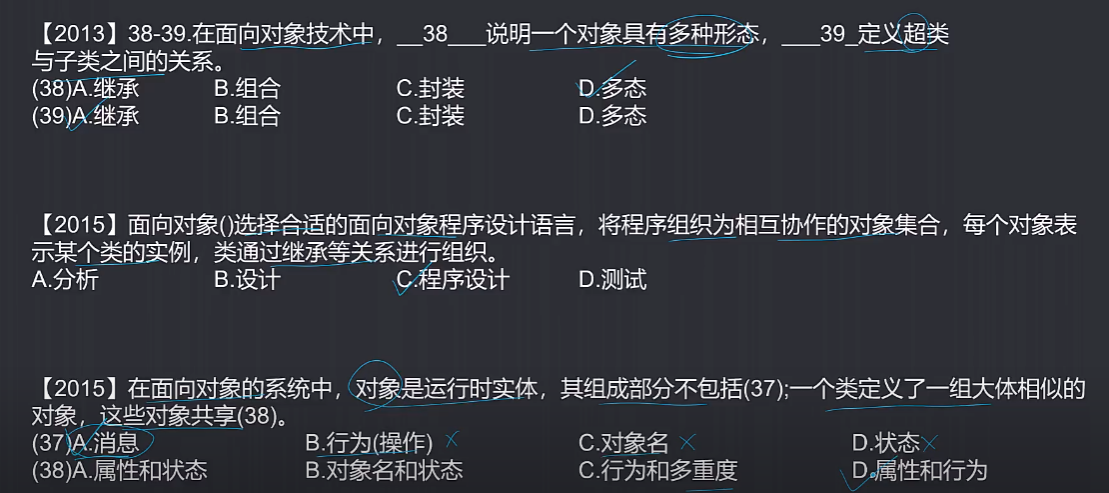 【2013】38-39.在面向对象技术中，__38___说明一个对象具有多种形态，___39_定义超类
与子类之间的关系。
(38)A.继承 B.组合 C.封装 D.多态
(39)A.继承 B.组合 C.封装 D.多态
【2015】面向对象()选择合适的面向对象程序设计语言，将程序组织为相互协作的对象集合，每个对象表
示某个类的实例，类通过继承等关系进行组织。
A.分析 B.设计 C.程序设计 D.测试
【2015】在面向对象的系统中，对象是运行时实体，其组成部分不包括(37);一个类定义了一组大体相似的
对象，这些对象共享(38)。
(37)A.消息 B.行为(操作) C.对象名 D.状态
(38)A.属性和状态 B.对象名和状态 C.行为和多重度 D.属性和行为